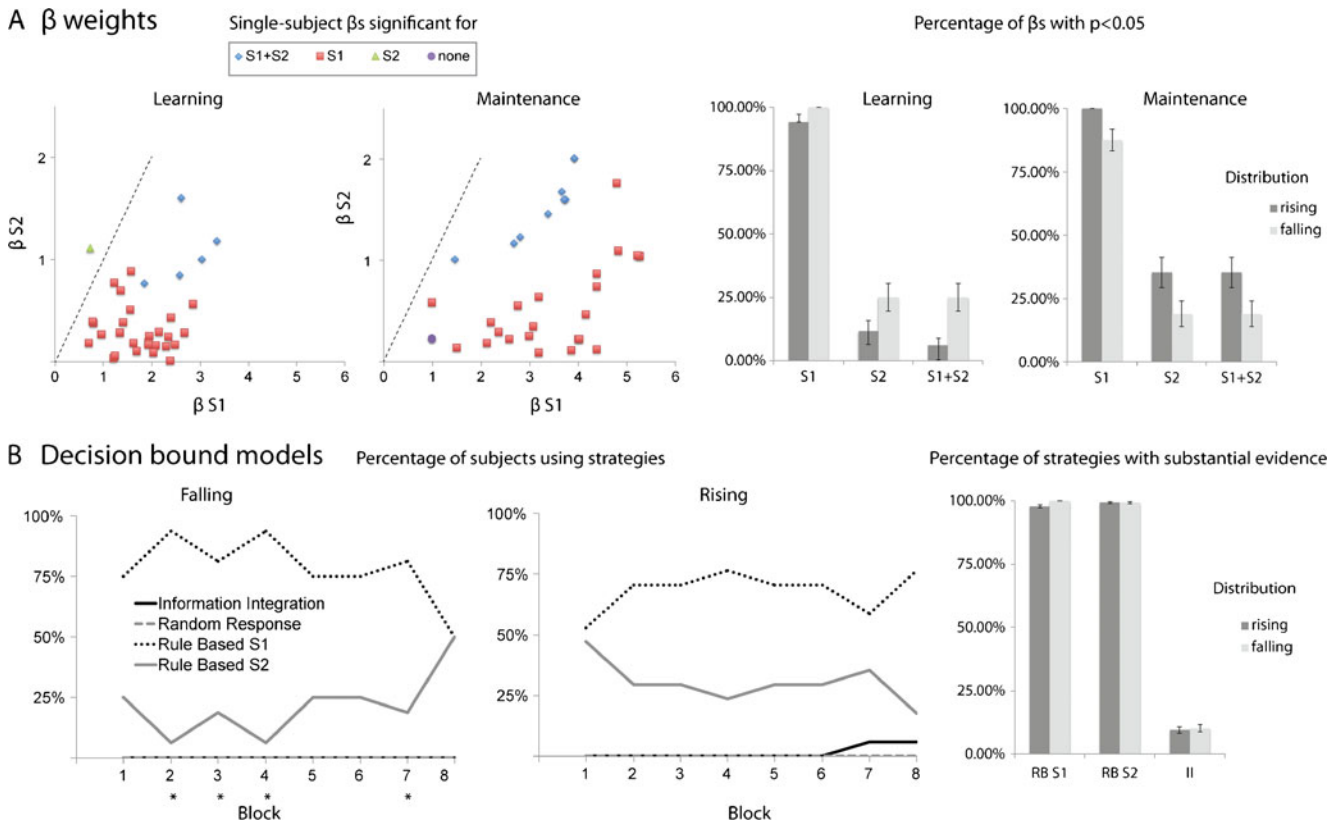 A β weights
Single-subject βs significant for
S1+S2 S1 S2 none
Percentage of βs with p<0.05
Learning
β S2
2
1
0 1 2 3 4 5 6
β S1
Maintenance
β S2
2
1
0 1 2 3 4 5 6
β S1
Learning
100.00%
75.00%
50.00%
25.00%
0.00%
S1 S2 S1+S2
Maintenance
100.00%
75.00%
50.00%
25.00%
0.00%
S1 S2 S1+S2
Distribution
rising
falling
B Decision bound models
Percentage of subjects using strategies
Percentage of strategies with substantial evidence
Falling
100%
75%
50%
25%
Information Integration
Random Response
Rule Based S1
Rule Based S2
1 2 3 4 5 6 7 8
* * * *
Block
Rising
100%
75%
50%
25%
1 2 3 4 5 6 7 8
Block
100.00%
75.00%
50.00%
25.00%
0.00%
RB S1 RB S2 II
Distribution
rising
falling